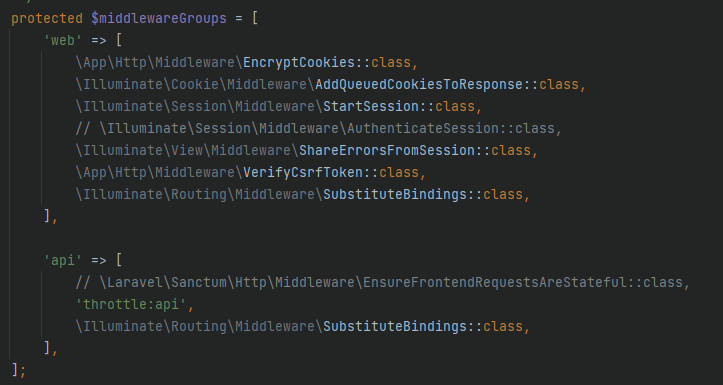 protected $middlewareGroups = [
'web' => [
\App\Http\Middleware\EncryptCookies::class,
\Illuminate\Cookie\Middleware\AddQueuedCookiesToResponse::class,
\Illuminate\Session\Middleware\StartSession::class,
// \Illuminate\Session\Middleware\AuthenticateSession::class,
\Illuminate\View\Middleware\ShareErrorsFromSession::class,
\App\Http\Middleware\VerifyCsrfToken::class,
\Illuminate\Routing\Middleware\SubstituteBindings::class,
],
'api' => [
// \Laravel\Sanctum\Http\Middleware\EnsureFrontendRequestsAreStateful::class,
'throttle:api',
\Illuminate\Routing\Middleware\SubstituteBindings::class,
],
];